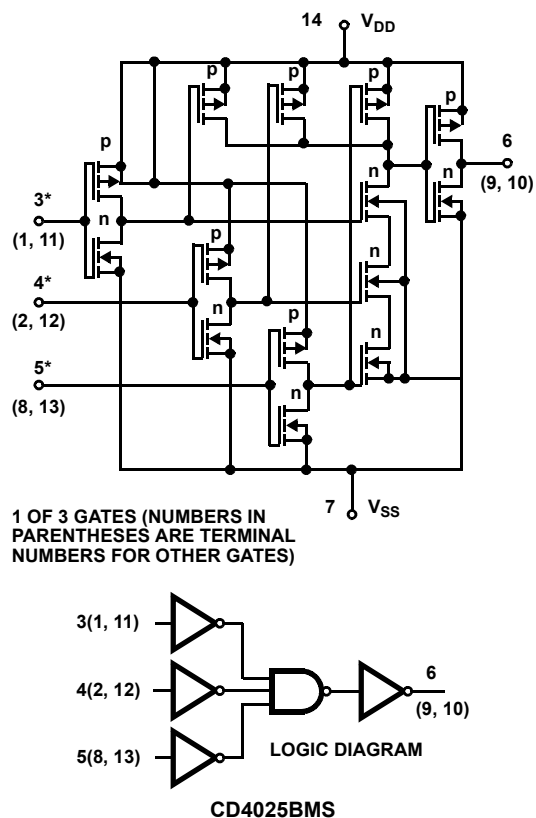 14 V_DD
p p p p
6
p n n
3* n (9, 10)
(1, 11)
p n
4*
n
(2, 12) p n
5*
n
(8, 13)
7 V_SS
1 OF 3 GATES (NUMBERS IN
PARENTHESES ARE TERMINAL
NUMBERS FOR OTHER GATES)
3(1, 11)
6
4(2, 12)
(9, 10)
5(8, 13) LOGIC DIAGRAM
CD4025BMS